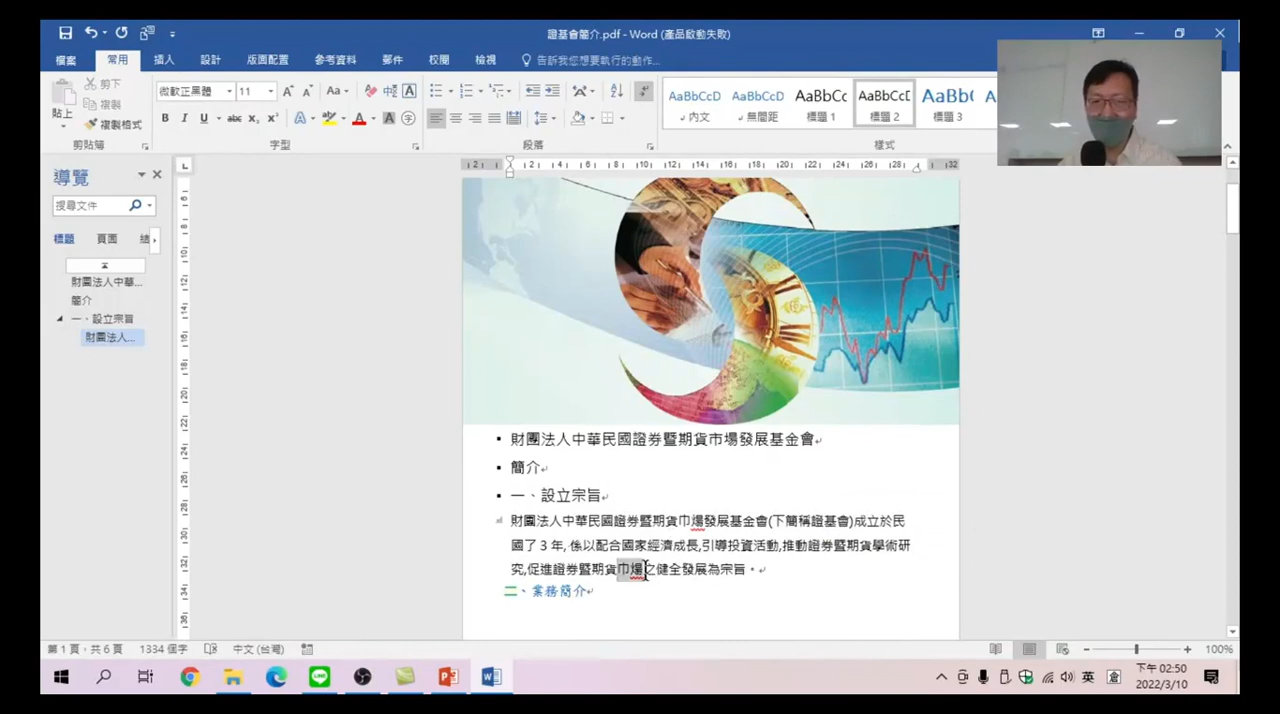 證基會簡介.pdf - Word (產品啟動失敗)
檔案 常用 插入 設計 版面配置 參考資料 郵件 校閱 檢視 告訴我您想要執行的動作...
貼上
剪下
複製
複製格式
微軟正黑體 11
AaBbCcD AaBbCcD AaBbCc AaBbCcD AaBb(
內文 無間距 標題 1 標題 2 標題 3
剪貼簿 字型 段落 樣式
導覽
搜尋文件
標題 頁面
財團法人中華...
簡介
一、設立宗旨
財團法人...
財團法人中華民國證券暨期貨市場發展基金會
簡介
一、設立宗旨
財團法人中華民國證券暨期貨巾煬發展基金會(下簡稱證基會)成立於民
國了 3 年, 係以配合國家經濟成長,引導投資活動,推動證券暨期貨學術研
究,促進證券暨期貨巾煬之健全發展為宗旨。
二、業務簡介
第 1 頁，共 6 頁 1334 個字 中文 (台灣) 100%
英 倉
下午 02:50
2022/3/10